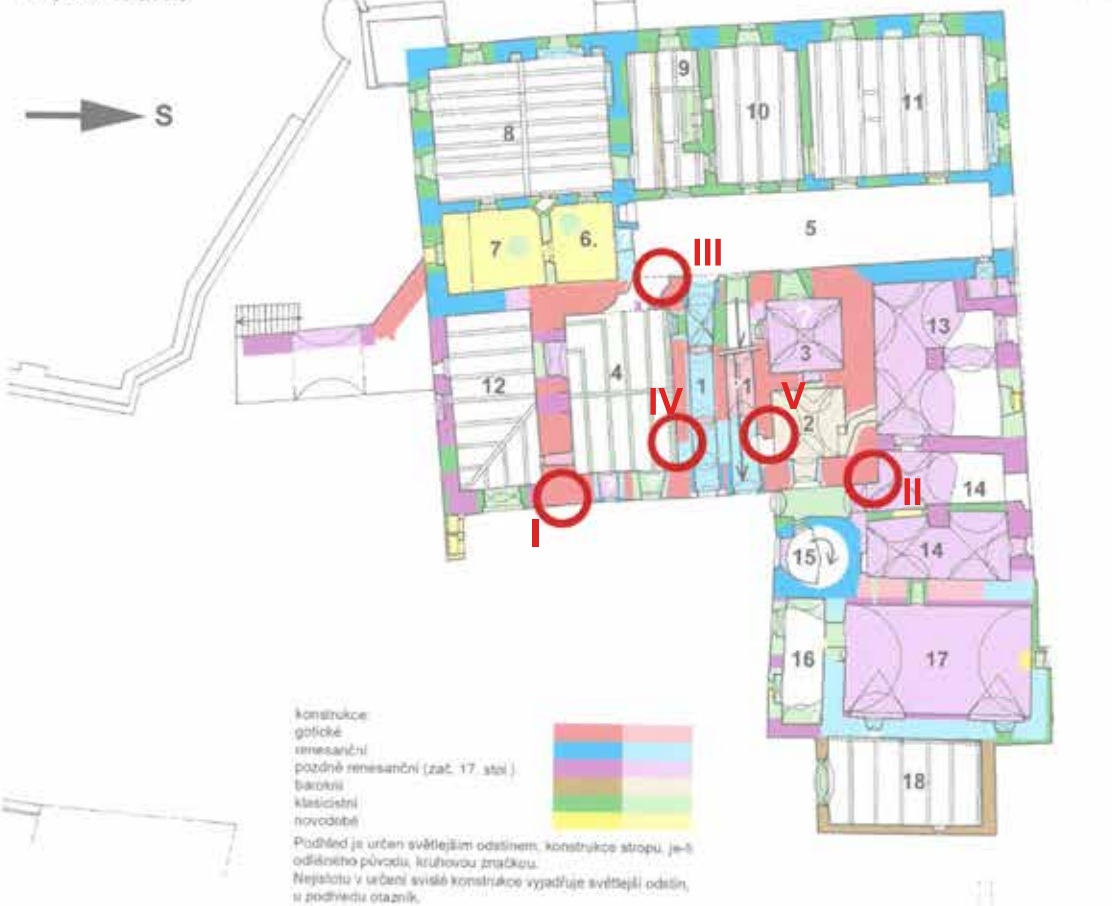 S
9
10
11
8
5
7
6.
III
13
3
12
4
1
1
IV
V
2
I
II
14
14
15
16
17
18
konstrukce:
gotické
renesanční
pozdně renesanční (zač. 17. stol.)
barokní
klasicistní
novodobé
Podhled je určen světlejším odstínem, konstrukce stropu, je-li
odlišného původu, kruhovou značkou.
Nejistotu v určení svislé konstrukce vyjadřuje světlejší odstín,
u podhledu otazník.